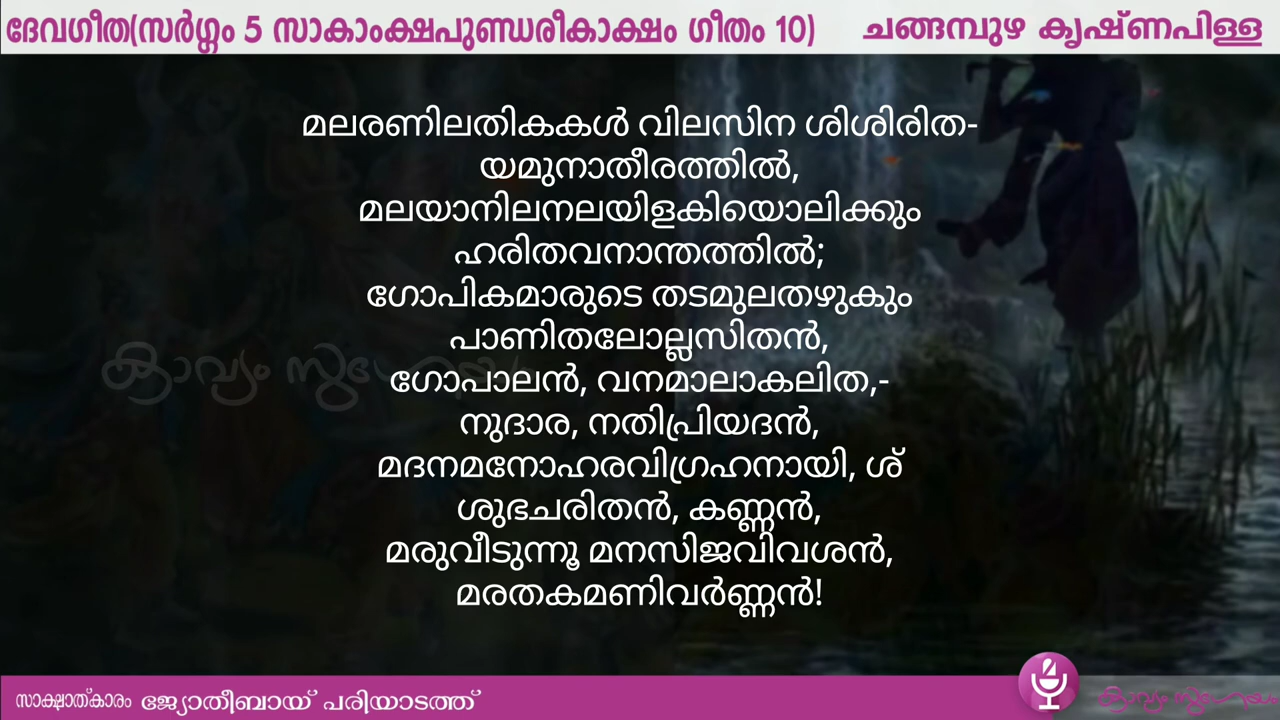 ദേവഗീത(സർഗ്ഗം 5 സാകാംക്ഷപുണ്ഡരീകാക്ഷം ഗീതം 10) ചങ്ങമ്പുഴ കൃഷ്ണപിള്ള
മലരണിലതികകൾ വിലസിന ശിശിരിത-
യമുനാതീരത്തിൽ,
മലയാനിലനലയിളകിയൊലിക്കും
ഹരിതവനാന്തത്തിൽ;
ഗോപികമാരുടെ തടമുലതഴുകും
പാണിതലോല്ലസിതൻ,
ഗോപാലൻ, വനമാലാകലിത,-
നുദാര, നതിപ്രിയദൻ,
മദനമനോഹരവിഗ്രഹനായി, ശ്
ശുഭചരിതൻ, കണ്ണൻ,
മരുവീടുന്നൂ മനസിജവിവശൻ,
മരതകമണിവർണ്ണൻ!
കാവ്യം സുഗേയം
സാക്ഷാത്കാരം ജ്യോതീബായ് പരിയാടത്ത്
കാവ്യം സുഗേയം